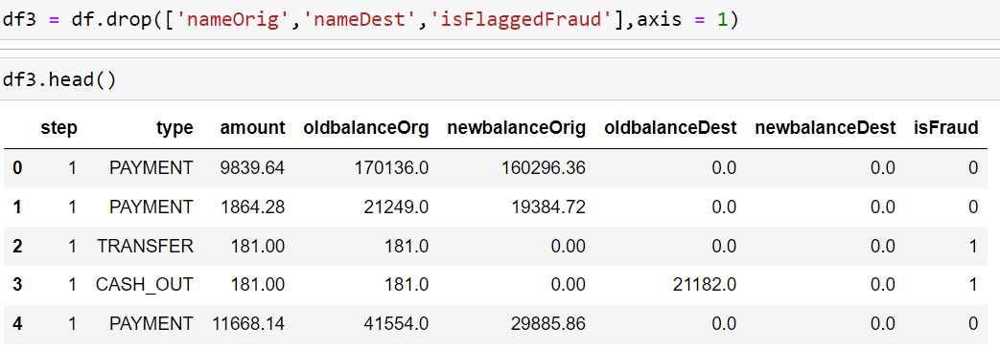 df3 = df.drop(['nameOrig','nameDest','isFlaggedFraud'],axis = 1)
df3.head()
step type amount oldbalanceOrg newbalanceOrig oldbalanceDest newbalanceDest isFraud
0 1 PAYMENT 9839.64 170136.0 160296.36 0.0 0.0 0
1 1 PAYMENT 1864.28 21249.0 19384.72 0.0 0.0 0
2 1 TRANSFER 181.00 181.0 0.00 0.0 0.0 1
3 1 CASH_OUT 181.00 181.0 0.00 21182.0 0.0 1
4 1 PAYMENT 11668.14 41554.0 29885.86 0.0 0.0 0